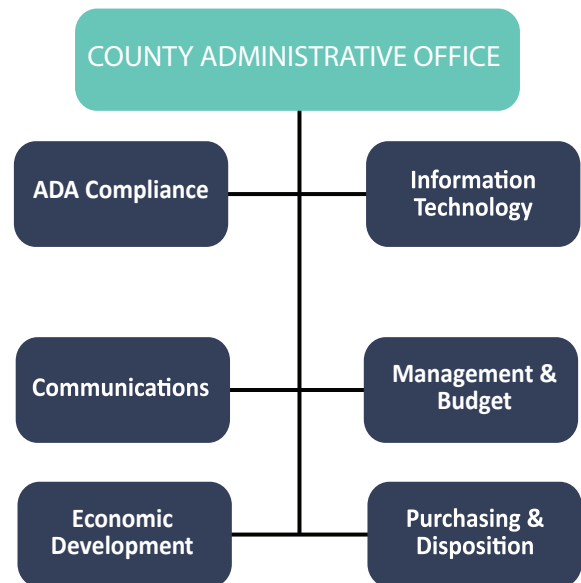 COUNTY ADMINISTRATIVE OFFICE
ADA Compliance
Information
Technology
Communications
Management &
Budget
Economic
Development
Purchasing &
Disposition